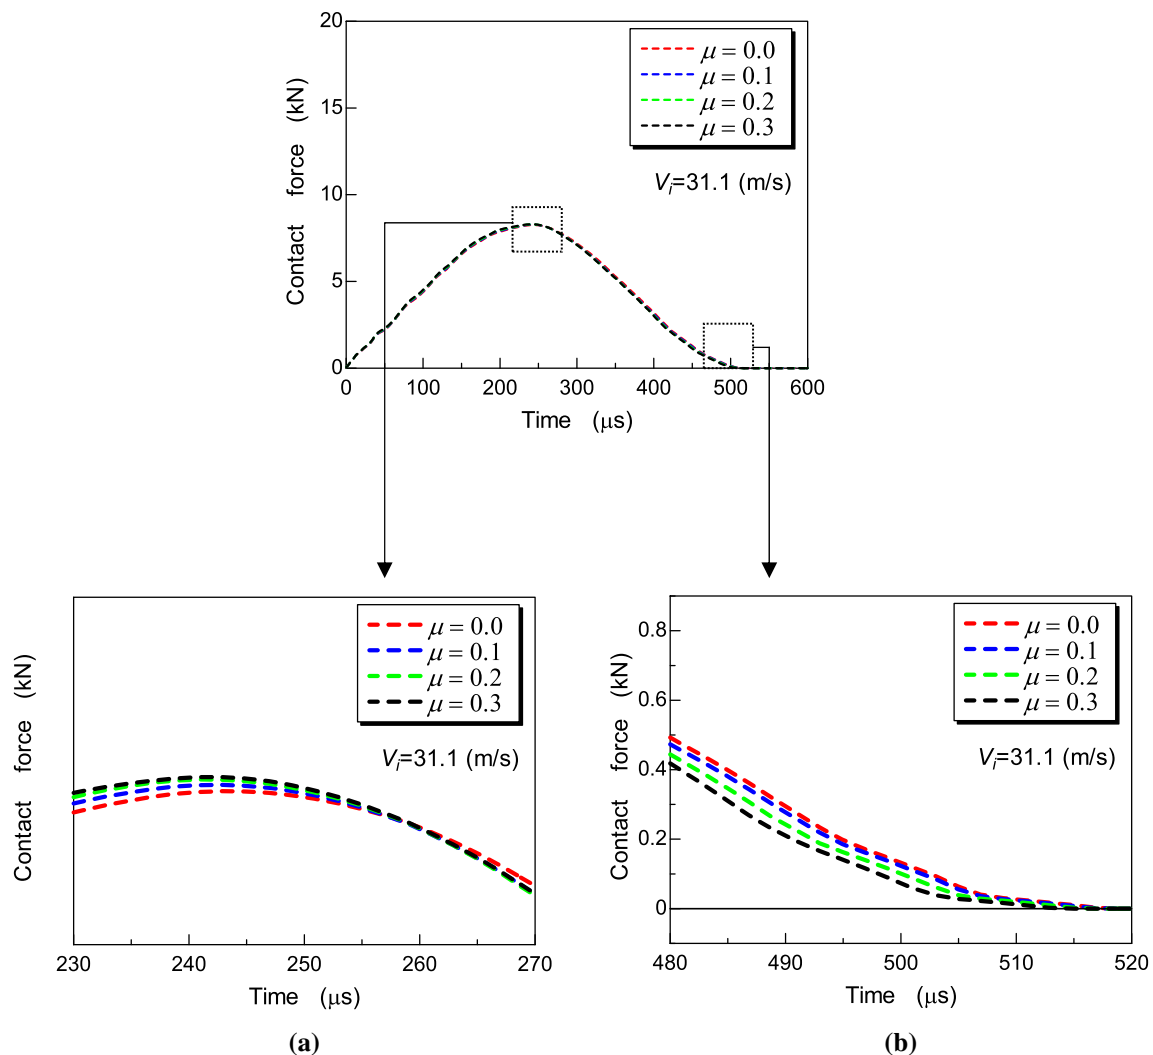 20
15
10
5
0
Contact force (kN)
μ = 0.0
μ = 0.1
μ = 0.2
μ = 0.3
Vi=31.1 (m/s)
0 100 200 300 400 500 600
Time (μs)
Contact force (kN)
μ = 0.0
μ = 0.1
μ = 0.2
μ = 0.3
Vi=31.1 (m/s)
230 240 250 260 270
Time (μs)
(a)
0.8
0.6
0.4
0.2
0
Contact force (kN)
μ = 0.0
μ = 0.1
μ = 0.2
μ = 0.3
Vi=31.1 (m/s)
480 490 500 510 520
Time (μs)
(b)